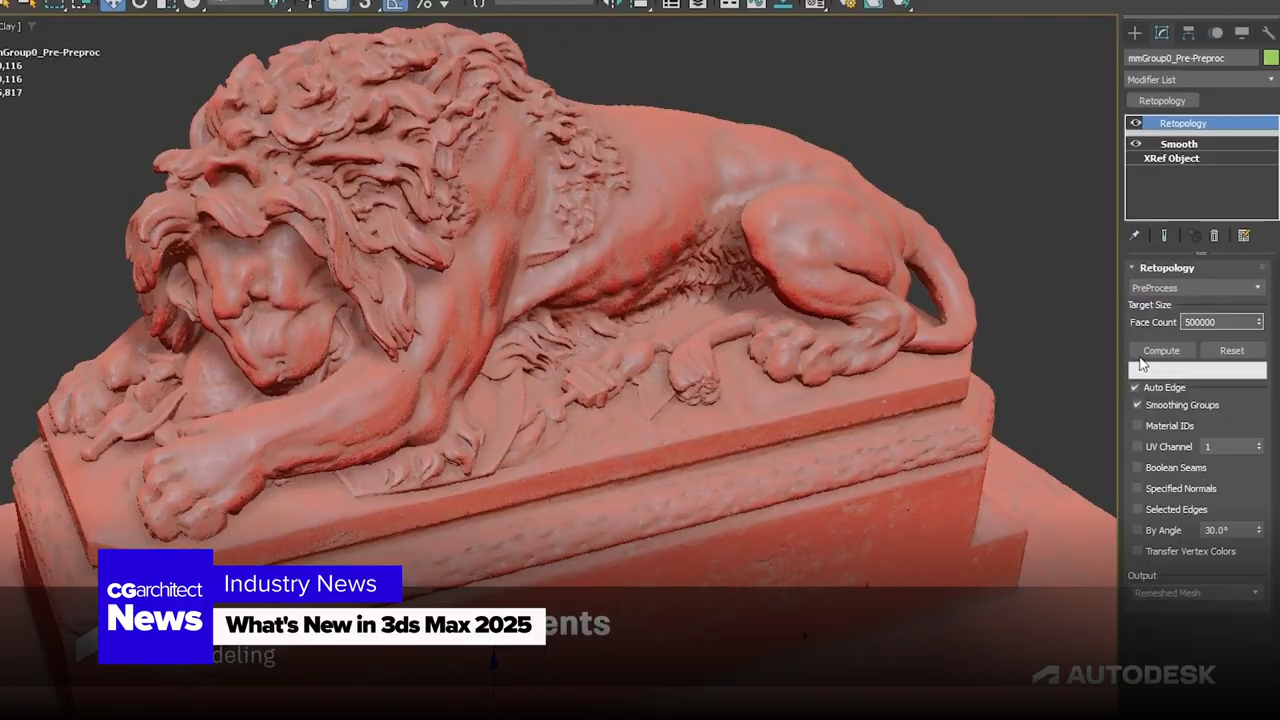 Clay ]
mGroup0_Pre-Preproc
,116
,116
,817
mmGroup0_Pre-Preproc
Modifier List
Retopology
Retopology
Smooth
XRef Object
Retopology
PreProcess
Target Size
Face Count 500000
Compute Reset
Auto Edge
Smoothing Groups
Material IDs
UV Channel 1
Boolean Seams
Specified Normals
Selected Edges
By Angle 30.0°
Transfer Vertex Colors
Output
Remeshed Mesh
CGarchitect
News
Industry News
What's New in 3ds Max 2025
ents
deling
AUTODESK